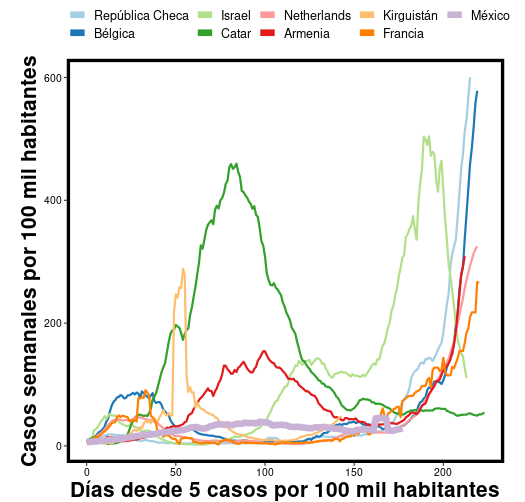 República Checa Israel Netherlands Kirguistán México
Bélgica Catar Armenia Francia
Casos semanales por 100 mil habitantes
600
400
200
0
0 50 100 150 200
Días desde 5 casos por 100 mil habitantes